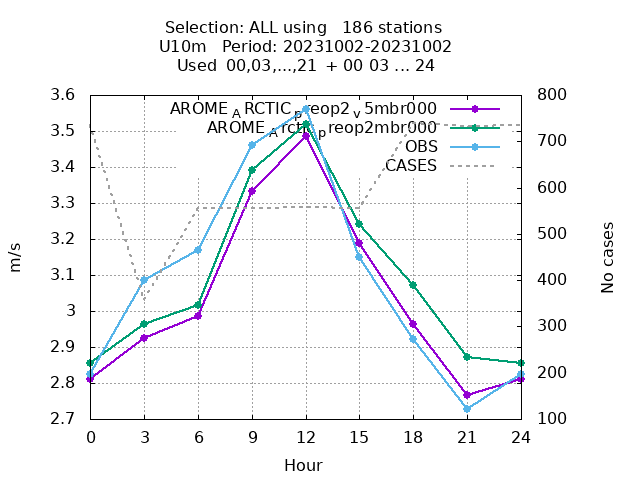 Selection: ALL using   186 stations
U10m   Period: 20231002-20231002
Used  00,03,...,21  + 00 03 ... 24
3.6
3.5
3.4
3.3
3.2
3.1
3
2.9
2.8
2.7
m/s
AROME_ARCTIC_preop2_v5mbr000
AROME_Arctic_preop2mbr000
OBS
CASES
800
700
600
500
400
300
200
100
No cases
0 3 6 9 12 15 18 21 24
Hour